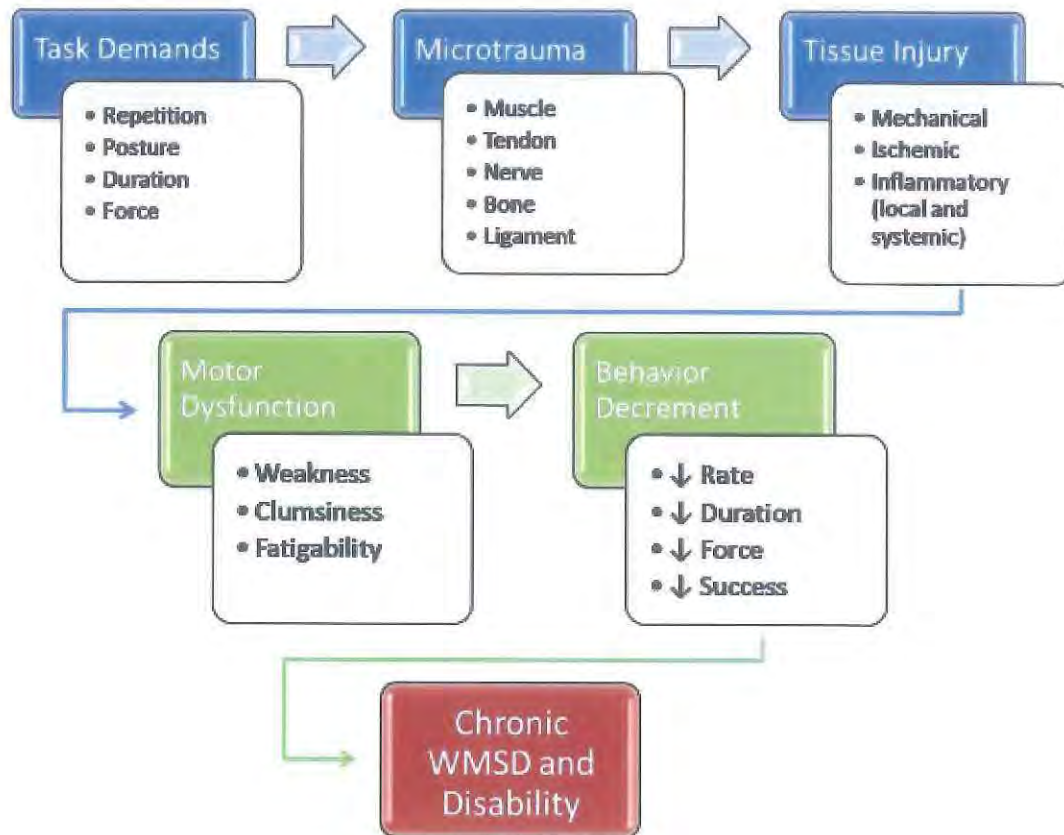 Task Demands
• Repetition
• Posture
• Duration
• Force
Microtrauma
• Muscle
• Tendon
• Nerve
• Bone
• Ligament
Tissue Injury
• Mechanical
• Ischemic
• Inflammatory
(local and
systemic)
Motor
Dysfunction
• Weakness
• Clumsiness
• Fatigability
Behavior
Decrement
• ↓ Rate
• ↓ Duration
• ↓ Force
• ↓ Success
Chronic
WMSD and
Disability